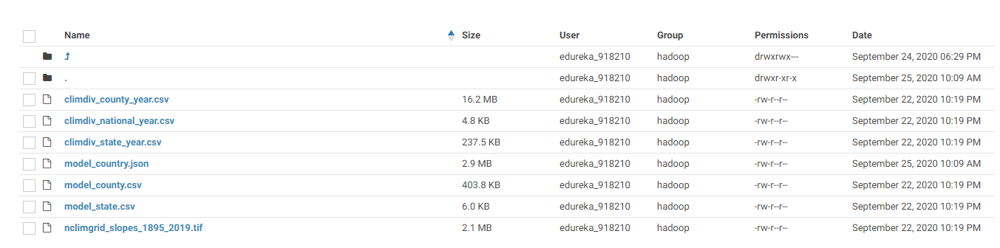 Name Size User Group Permissions Date
edureka_918210 hadoop drwxrwx--- September 24, 2020 06:29 PM
. edureka_918210 hadoop drwxr-xr-x September 25, 2020 10:09 AM
climdiv_county_year.csv 16.2 MB edureka_918210 hadoop -rw-r--r-- September 22, 2020 10:19 PM
climdiv_national_year.csv 4.8 KB edureka_918210 hadoop -rw-r--r-- September 22, 2020 10:19 PM
climdiv_state_year.csv 237.5 KB edureka_918210 hadoop -rw-r--r-- September 22, 2020 10:19 PM
model_country.json 2.9 MB edureka_918210 hadoop -rw-r--r-- September 25, 2020 10:09 AM
model_county.csv 403.8 KB edureka_918210 hadoop -rw-r--r-- September 22, 2020 10:19 PM
model_state.csv 6.0 KB edureka_918210 hadoop -rw-r--r-- September 22, 2020 10:19 PM
nclimgrid_slopes_1895_2019.tif 2.1 MB edureka_918210 hadoop -rw-r--r-- September 22, 2020 10:19 PM